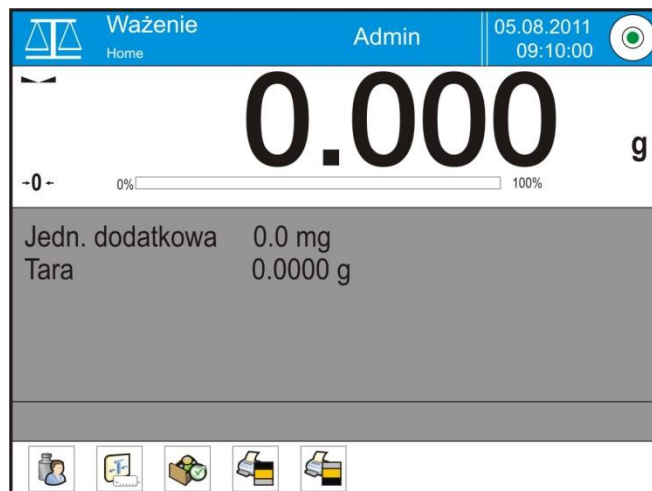 Ważenie
Home
Admin
05.08.2011
09:10:00
0.000 g
→0←
0% 100%
Jedn. dodatkowa 0.0 mg
Tara 0.0000 g